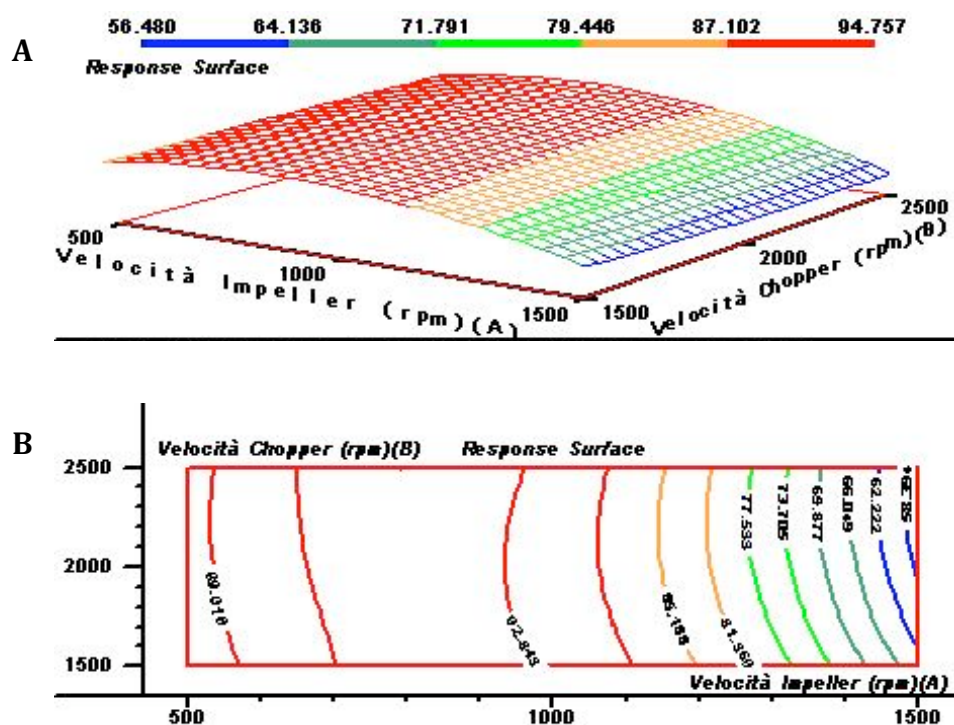 A
56.480 64.136 71.791 79.446 87.102 94.757
Response Surface
500 1000 1500
Velocità Impeller (rpm)(A)
1500 2000 2500
Velocità Chopper (rpm)(B)
B
Velocità Chopper (rpm)(B) Response Surface
2500
2000
1500
77.533 73.705 69.877 66.049 62.222
81.360
Velocità Impeller (rpm)(A)
500 1000 1500